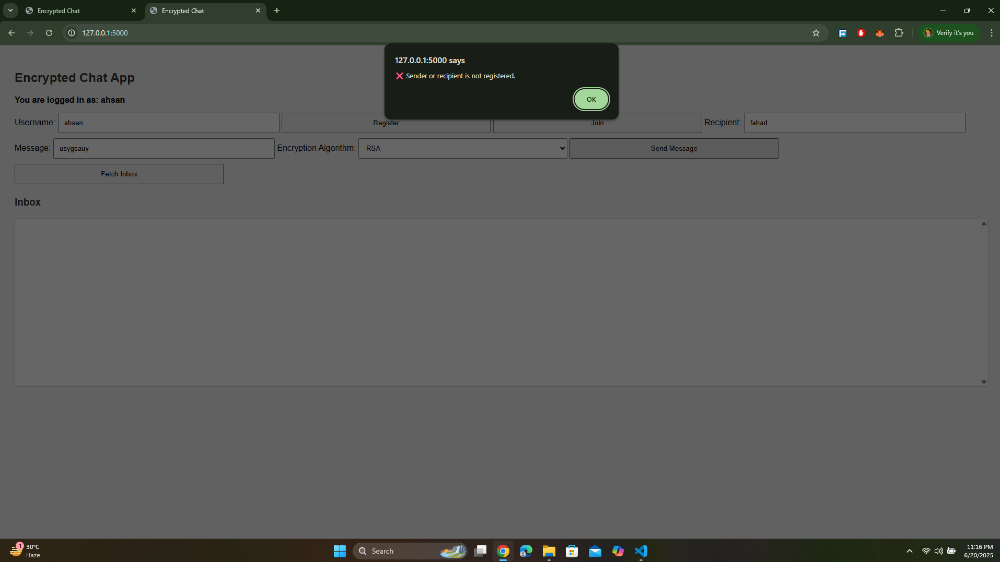 Encrypted Chat
Encrypted Chat
127.0.0.1:5000
Verify it's you
127.0.0.1:5000 says
❌ Sender or recipient is not registered.
OK
Encrypted Chat App
You are logged in as: ahsan
Username: ahsan Register Join Recipient: fahad
Message: usygsauy Encryption Algorithm: RSA Send Message
Fetch Inbox
Inbox
1
30°C
Haze
Search
11:16 PM
6/20/2025